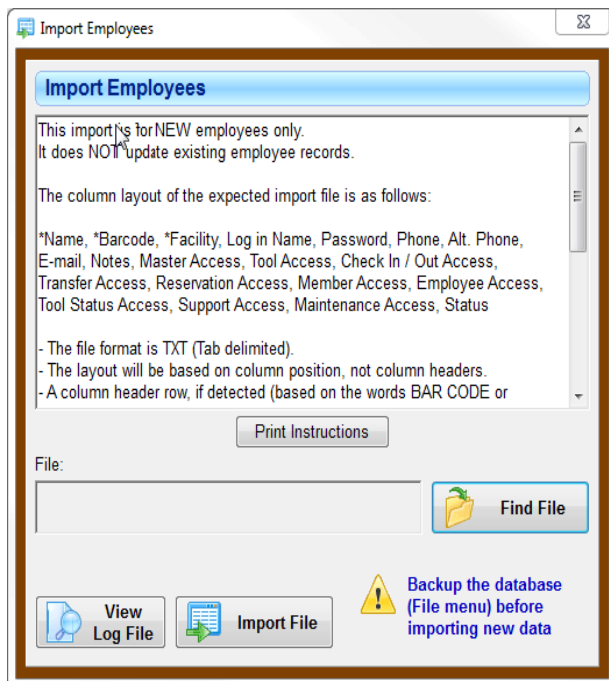 Import Employees
Import Employees
This import is for NEW employees only.
It does NOT update existing employee records.
The column layout of the expected import file is as follows:
*Name, *Barcode, *Facility, Log in Name, Password, Phone, Alt. Phone,
E-mail, Notes, Master Access, Tool Access, Check In / Out Access,
Transfer Access, Reservation Access, Member Access, Employee Access,
Tool Status Access, Support Access, Maintenance Access, Status
- The file format is TXT (Tab delimited).
- The layout will be based on column position, not column headers.
- A column header row, if detected (based on the words BAR CODE or
Print Instructions
File:
Find File
View
Log File
Import File
Backup the database
(File menu) before
importing new data